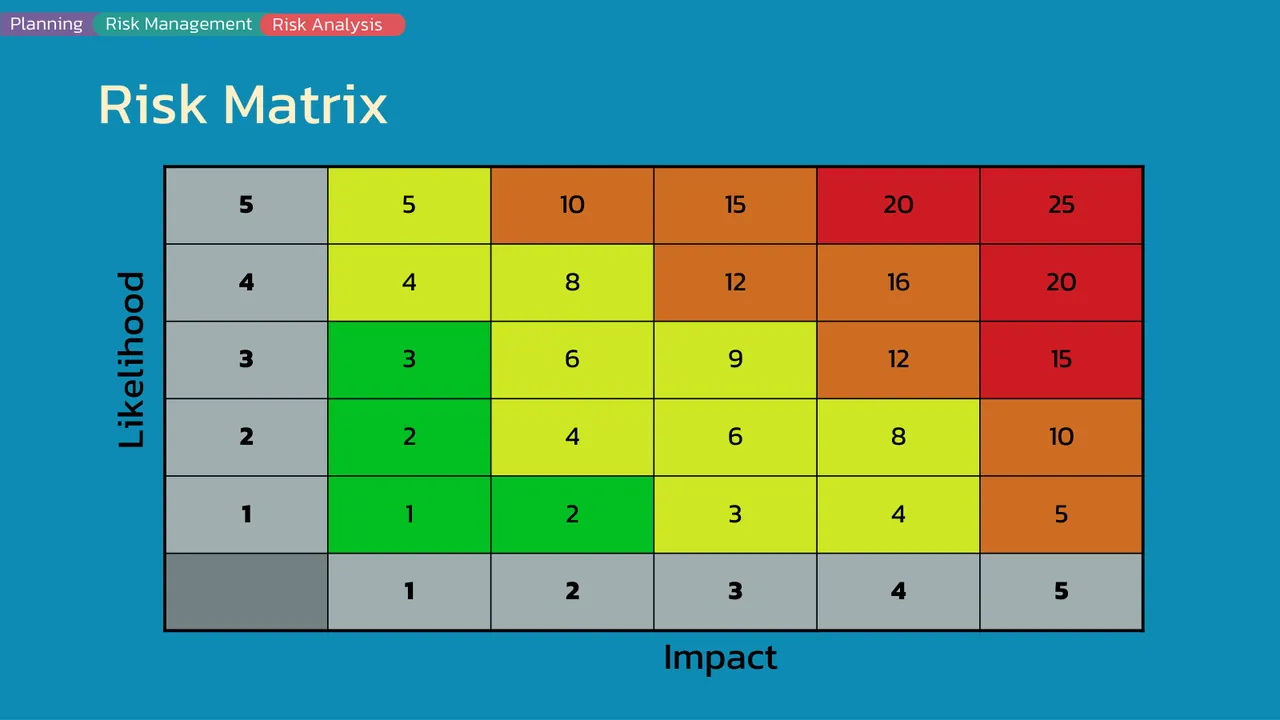 Planning Risk Management Risk Analysis
Risk Matrix
5 5 10 15 20 25
4 4 8 12 16 20
3 3 6 9 12 15
2 2 4 6 8 10
1 1 2 3 4 5
1 2 3 4 5
Likelihood
Impact